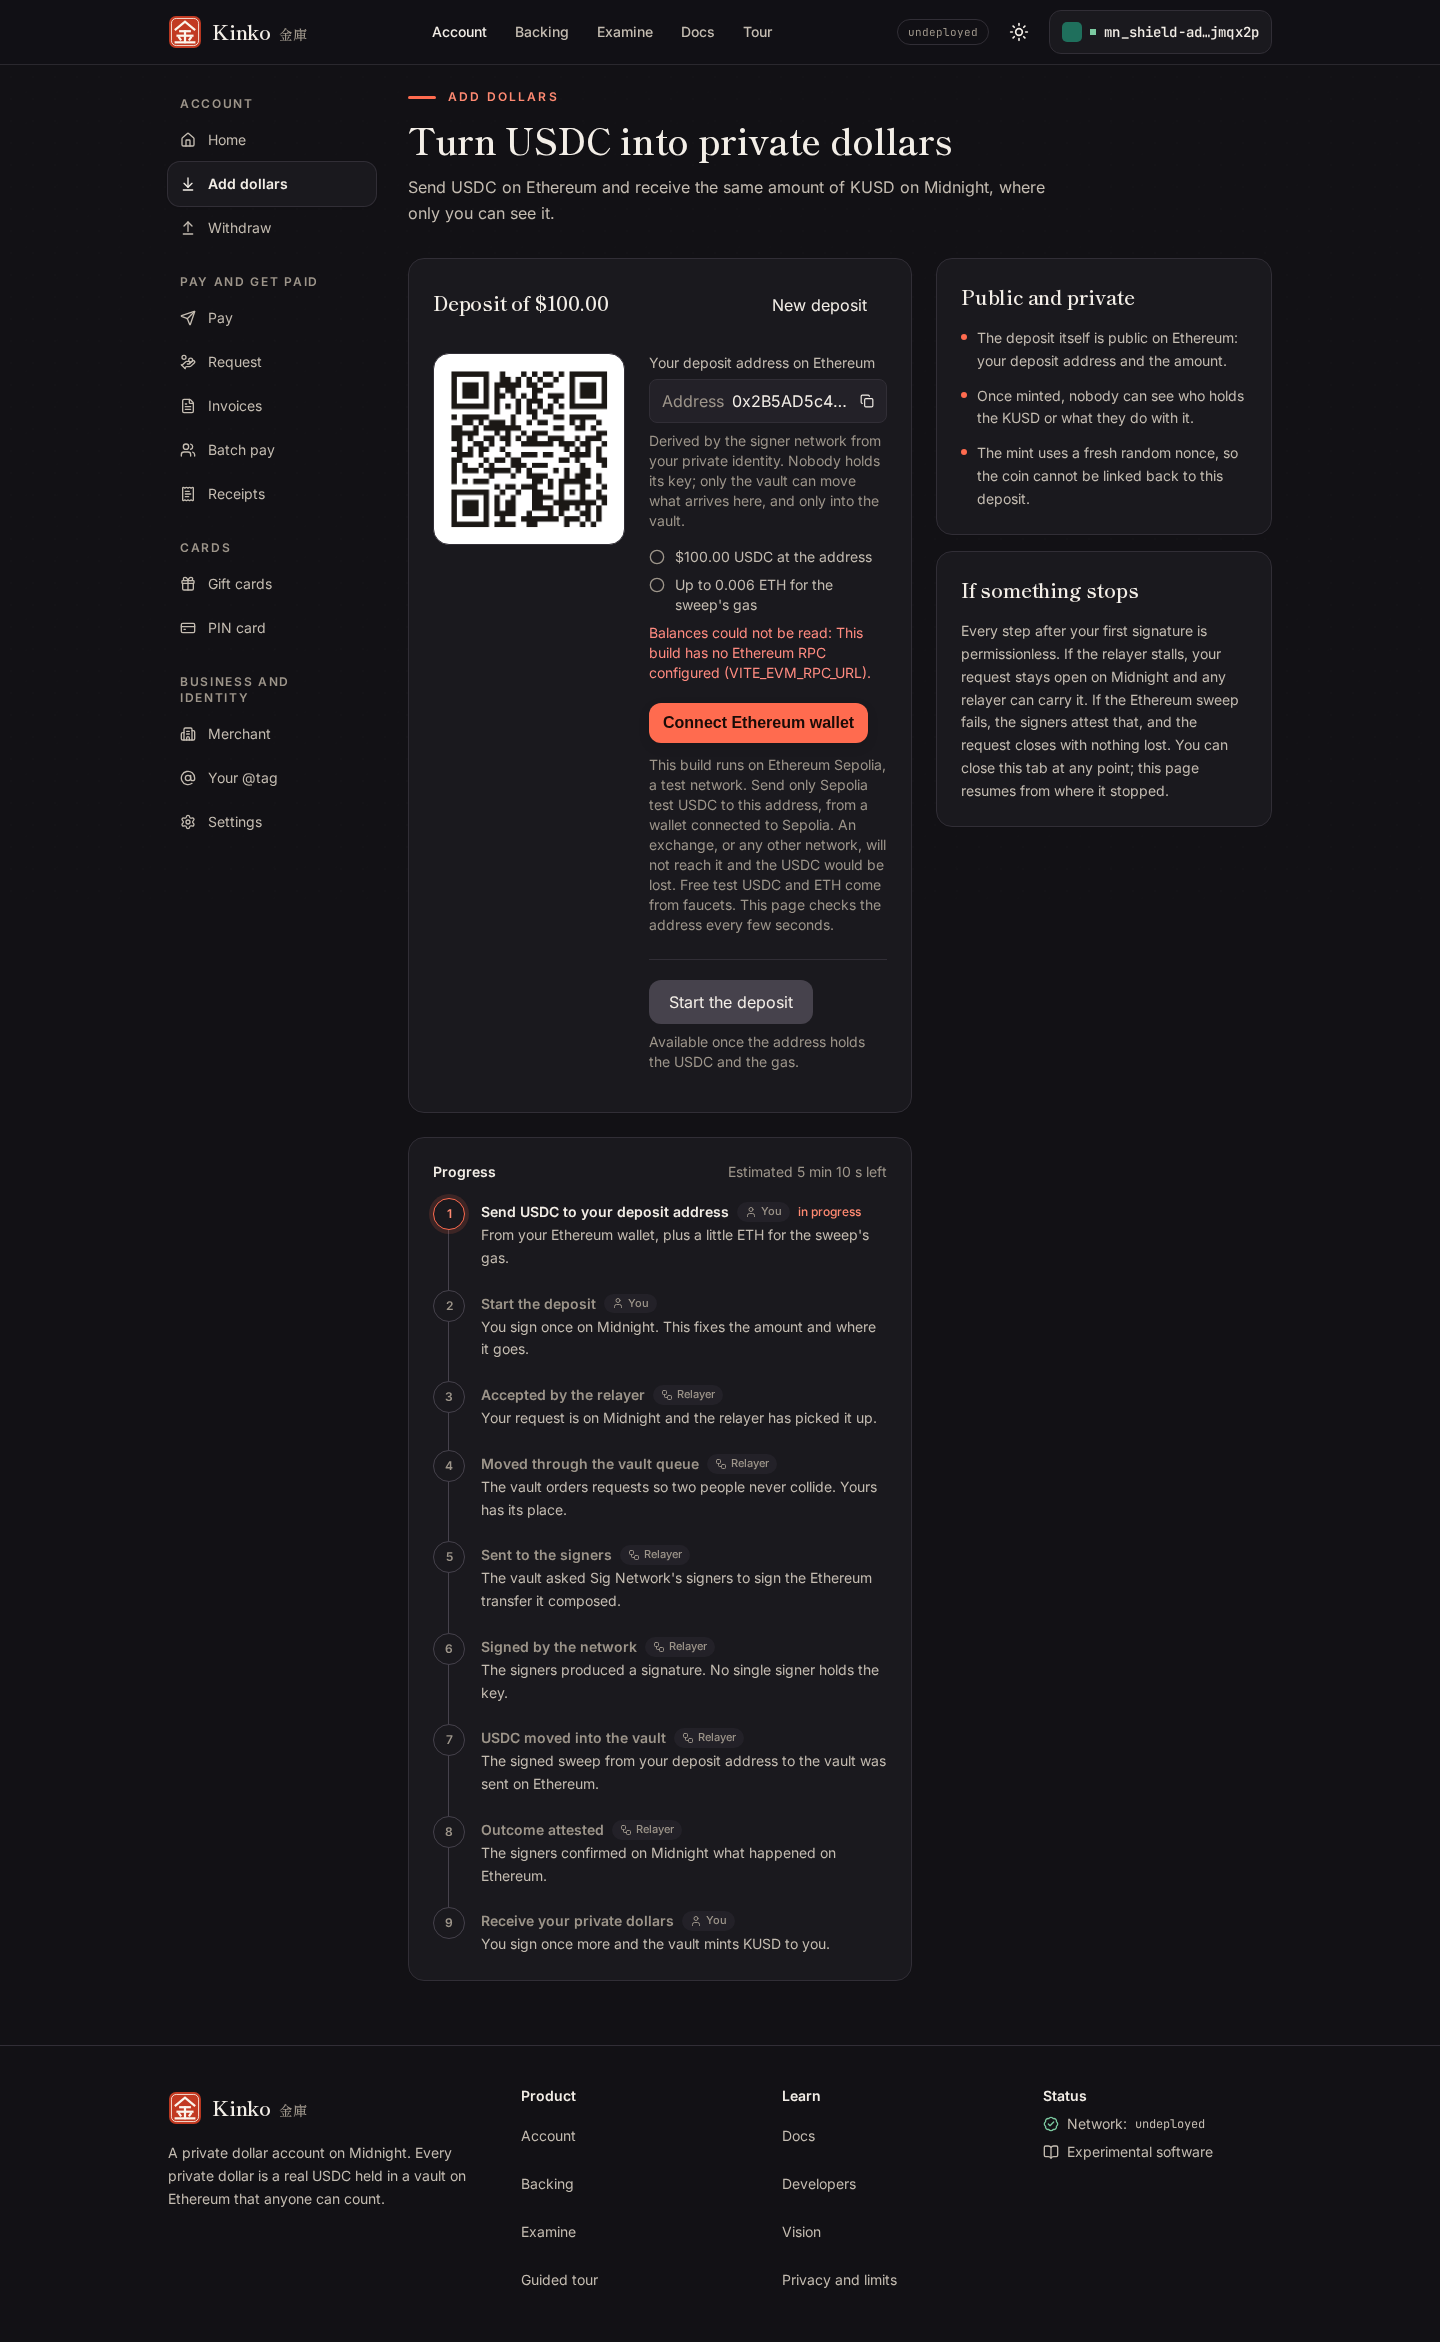 Kinko 金庫
Account Backing Examine Docs Tour
undeployed
mn_shield-ad…jmqx2p
ACCOUNT
Home
Add dollars
Withdraw
PAY AND GET PAID
Pay
Request
Invoices
Batch pay
Receipts
CARDS
Gift cards
PIN card
BUSINESS AND
IDENTITY
Merchant
Your @tag
Settings
ADD DOLLARS
Turn USDC into private dollars
Send USDC on Ethereum and receive the same amount of KUSD on Midnight, where
only you can see it.
Deposit of $100.00
New deposit
Your deposit address on Ethereum
Address 0x2B5AD5c4…
Derived by the signer network from
your private identity. Nobody holds
its key; only the vault can move
what arrives here, and only into the
vault.
$100.00 USDC at the address
Up to 0.006 ETH for the
sweep's gas
Balances could not be read: This
build has no Ethereum RPC
configured (VITE_EVM_RPC_URL).
Connect Ethereum wallet
This build runs on Ethereum Sepolia,
a test network. Send only Sepolia
test USDC to this address, from a
wallet connected to Sepolia. An
exchange, or any other network, will
not reach it and the USDC would be
lost. Free test USDC and ETH come
from faucets. This page checks the
address every few seconds.
Start the deposit
Available once the address holds
the USDC and the gas.
Public and private
The deposit itself is public on Ethereum:
your deposit address and the amount.
Once minted, nobody can see who holds
the KUSD or what they do with it.
The mint uses a fresh random nonce, so
the coin cannot be linked back to this
deposit.
If something stops
Every step after your first signature is
permissionless. If the relayer stalls, your
request stays open on Midnight and any
relayer can carry it. If the Ethereum sweep
fails, the signers attest that, and the
request closes with nothing lost. You can
close this tab at any point; this page
resumes from where it stopped.
Progress
Estimated 5 min 10 s left
1 Send USDC to your deposit address You in progress
From your Ethereum wallet, plus a little ETH for the sweep's
gas.
2 Start the deposit You
You sign once on Midnight. This fixes the amount and where
it goes.
3 Accepted by the relayer Relayer
Your request is on Midnight and the relayer has picked it up.
4 Moved through the vault queue Relayer
The vault orders requests so two people never collide. Yours
has its place.
5 Sent to the signers Relayer
The vault asked Sig Network's signers to sign the Ethereum
transfer it composed.
6 Signed by the network Relayer
The signers produced a signature. No single signer holds the
key.
7 USDC moved into the vault Relayer
The signed sweep from your deposit address to the vault was
sent on Ethereum.
8 Outcome attested Relayer
The signers confirmed on Midnight what happened on
Ethereum.
9 Receive your private dollars You
You sign once more and the vault mints KUSD to you.
Kinko 金庫
A private dollar account on Midnight. Every
private dollar is a real USDC held in a vault on
Ethereum that anyone can count.
Product
Account
Backing
Examine
Guided tour
Learn
Docs
Developers
Vision
Privacy and limits
Status
Network: undeployed
Experimental software